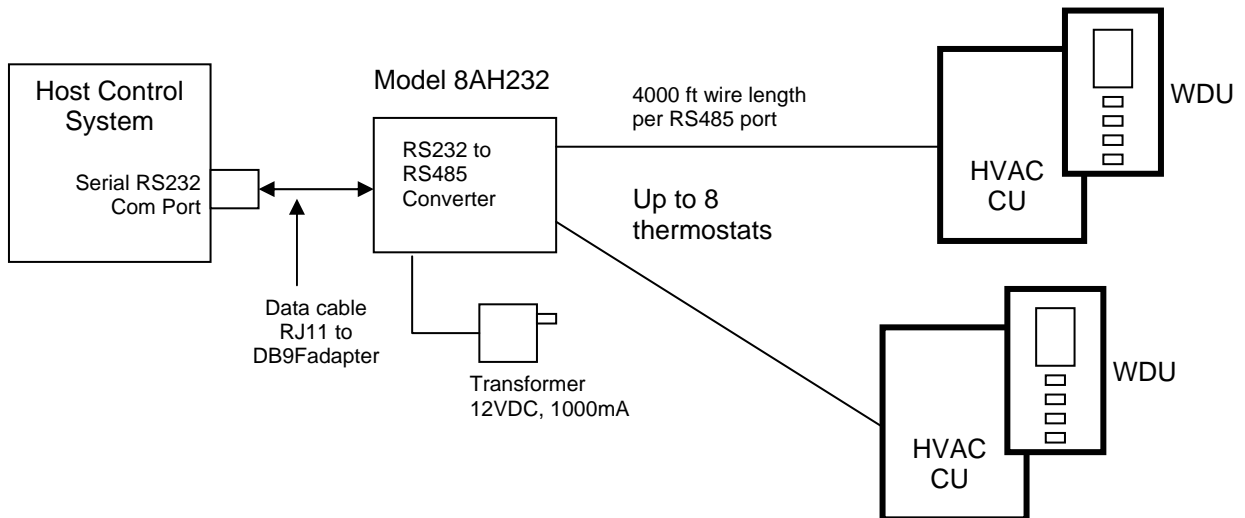 Host Control
System
Serial RS232
Com Port
Model 8AH232
RS232 to
RS485
Converter
Data cable
RJ11 to
DB9Fadapter
Transformer
12VDC, 1000mA
4000 ft wire length
per RS485 port
Up to 8
thermostats
HVAC
CU
WDU
HVAC
CU
WDU